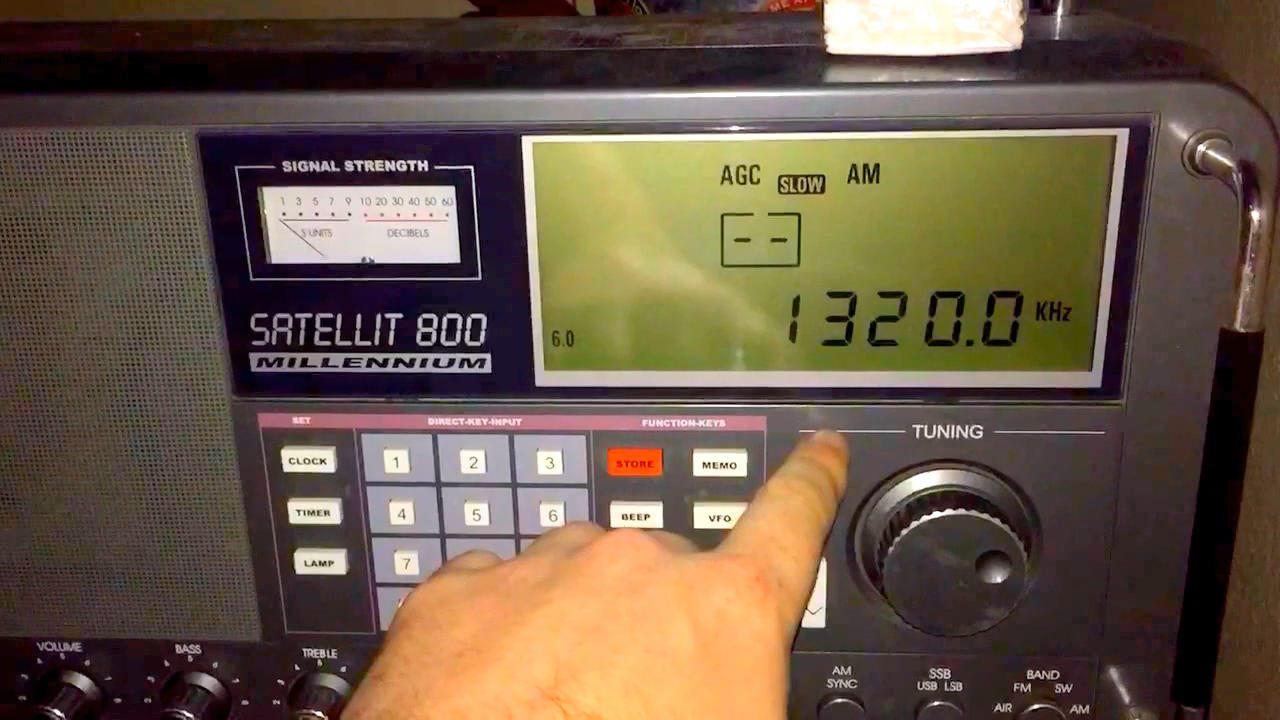 ME AT
SIGNAL STRENGTH
1 3 5 7 9 10 20 30 40 50 60
S UNITS DECIBELS
SATELLIT 800
MILLENNIUM
AGC SLOW AM
--
6.0 1320.0 KHz
SET DIRECT-KEY-INPUT FUNCTION-KEYS TUNING
CLOCK 1 2 3 STORE MEMO
TIMER 4 5 6 BEEP VFO
LAMP 7
VOLUME BASS TREBLE
AM SYNC
SSB
USB LSB
BAND
FM SW
AIR AM